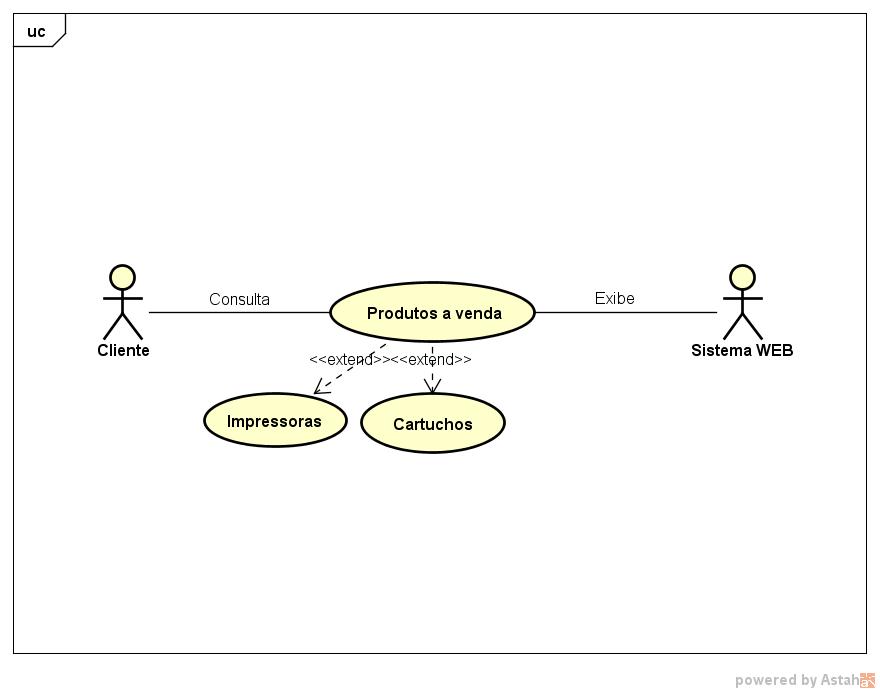 uc
Consulta
Produtos a venda
Exibe
Cliente
Sistema WEB
<<extend>>
<<extend>>
Impressoras
Cartuchos
powered by Astah